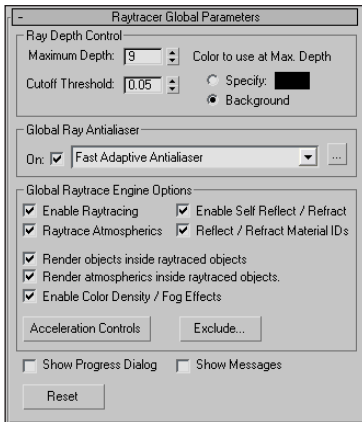 - Raytracer Global Parameters
Ray Depth Control
Maximum Depth: 9 Color to use at Max. Depth
Cutoff Threshold: 0.05 Specify:
Background
Global Ray Antialiaser
On: Fast Adaptive Antialiaser ...
Global Raytrace Engine Options
Enable Raytracing Enable Self Reflect / Refract
Raytrace Atmospherics Reflect / Refract Material IDs
Render objects inside raytraced objects
Render atmospherics inside raytraced objects.
Enable Color Density / Fog Effects
Acceleration Controls Exclude...
Show Progress Dialog Show Messages
Reset